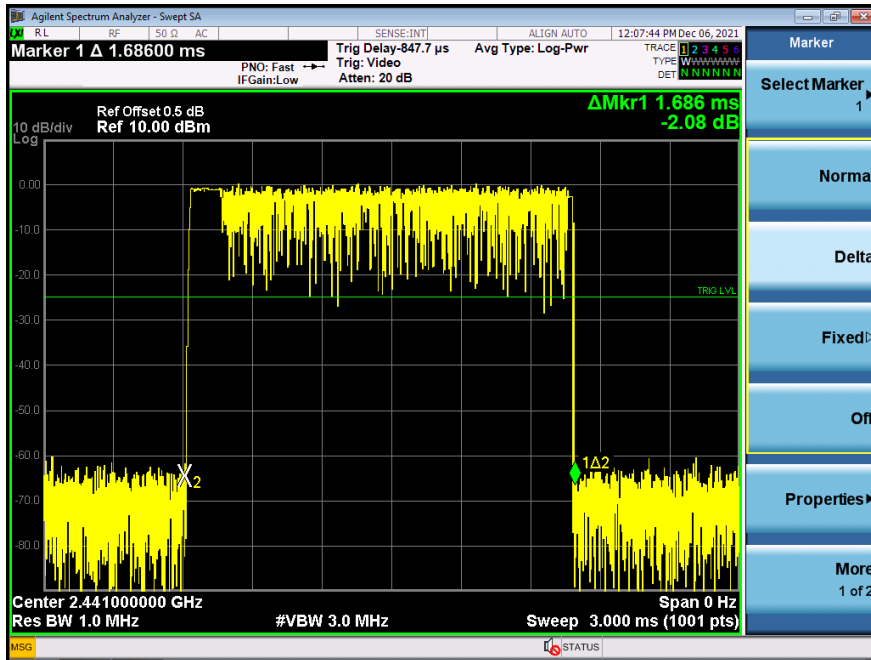 Agilent Spectrum Analyzer - Swept SA
LXI RL RF 50 Ω AC SENSE:INT ALIGN AUTO 12:07:44 PM Dec 06, 2021
Marker 1 Δ 1.68600 ms
PNO: Fast
IFGain:Low
Trig Delay-847.7 µs
Trig: Video
Atten: 20 dB
Avg Type: Log-Pwr
TRACE 1 2 3 4 5 6
TYPE WWWWWW
DET N N N N N N
ΔMkr1 1.686 ms
-2.08 dB
Ref Offset 0.5 dB
10 dB/div Ref 10.00 dBm
Log
0.00
-10.0
-20.0
TRIG LVL
-30.0
-40.0
-50.0
-60.0
1Δ2
2
-70.0
-80.0
Center 2.441000000 GHz Span 0 Hz
Res BW 1.0 MHz #VBW 3.0 MHz Sweep 3.000 ms (1001 pts)
MSG STATUS
Marker
Select Marker
1
Norma
Delta
Fixed
Off
Properties
More
1 of 2